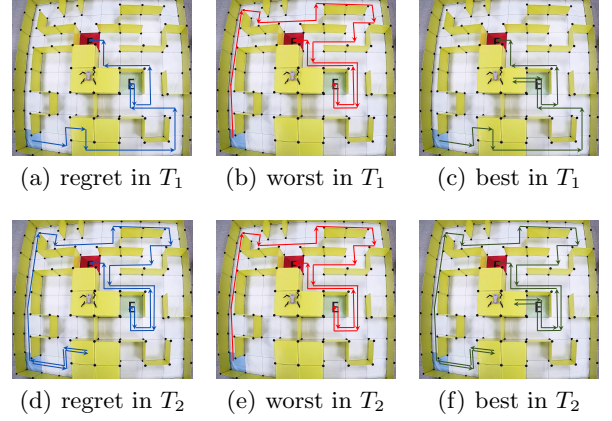 (a) regret in T₁
(b) worst in T₁
(c) best in T₁
(d) regret in T₂
(e) worst in T₂
(f) best in T₂